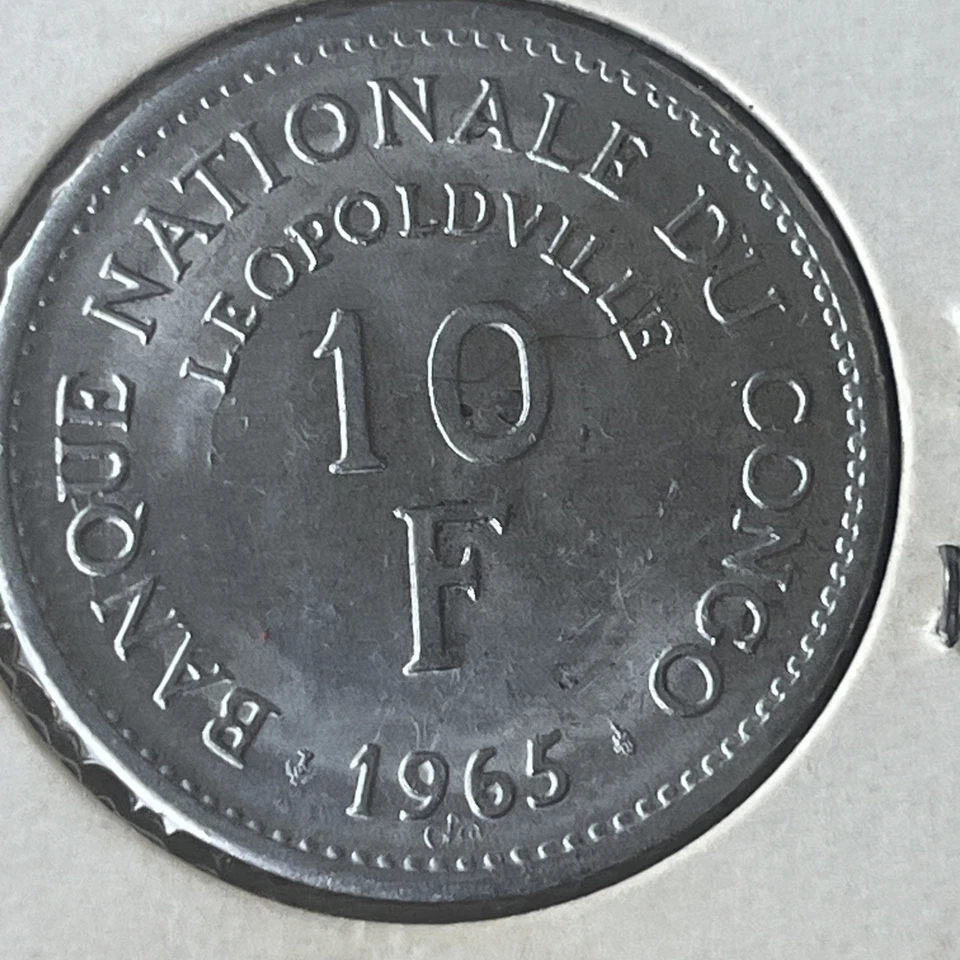 BANQUE NATIONALE DU CONGO
LEOPOLDVILLE
10
F
1965